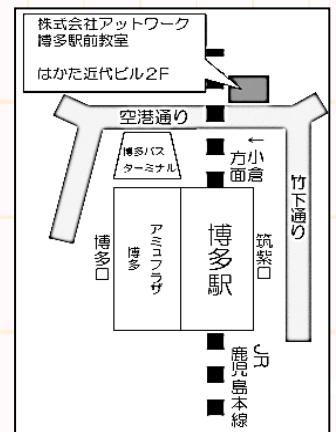 株式会社アットワーク
博多駅前教室
はかた近代ビル2F
空港通り
博多バス
ターミナル
←小倉
方面
竹下通り
博多口
アミュプラザ
博多
博多駅
筑紫口
JR
鹿児島本線